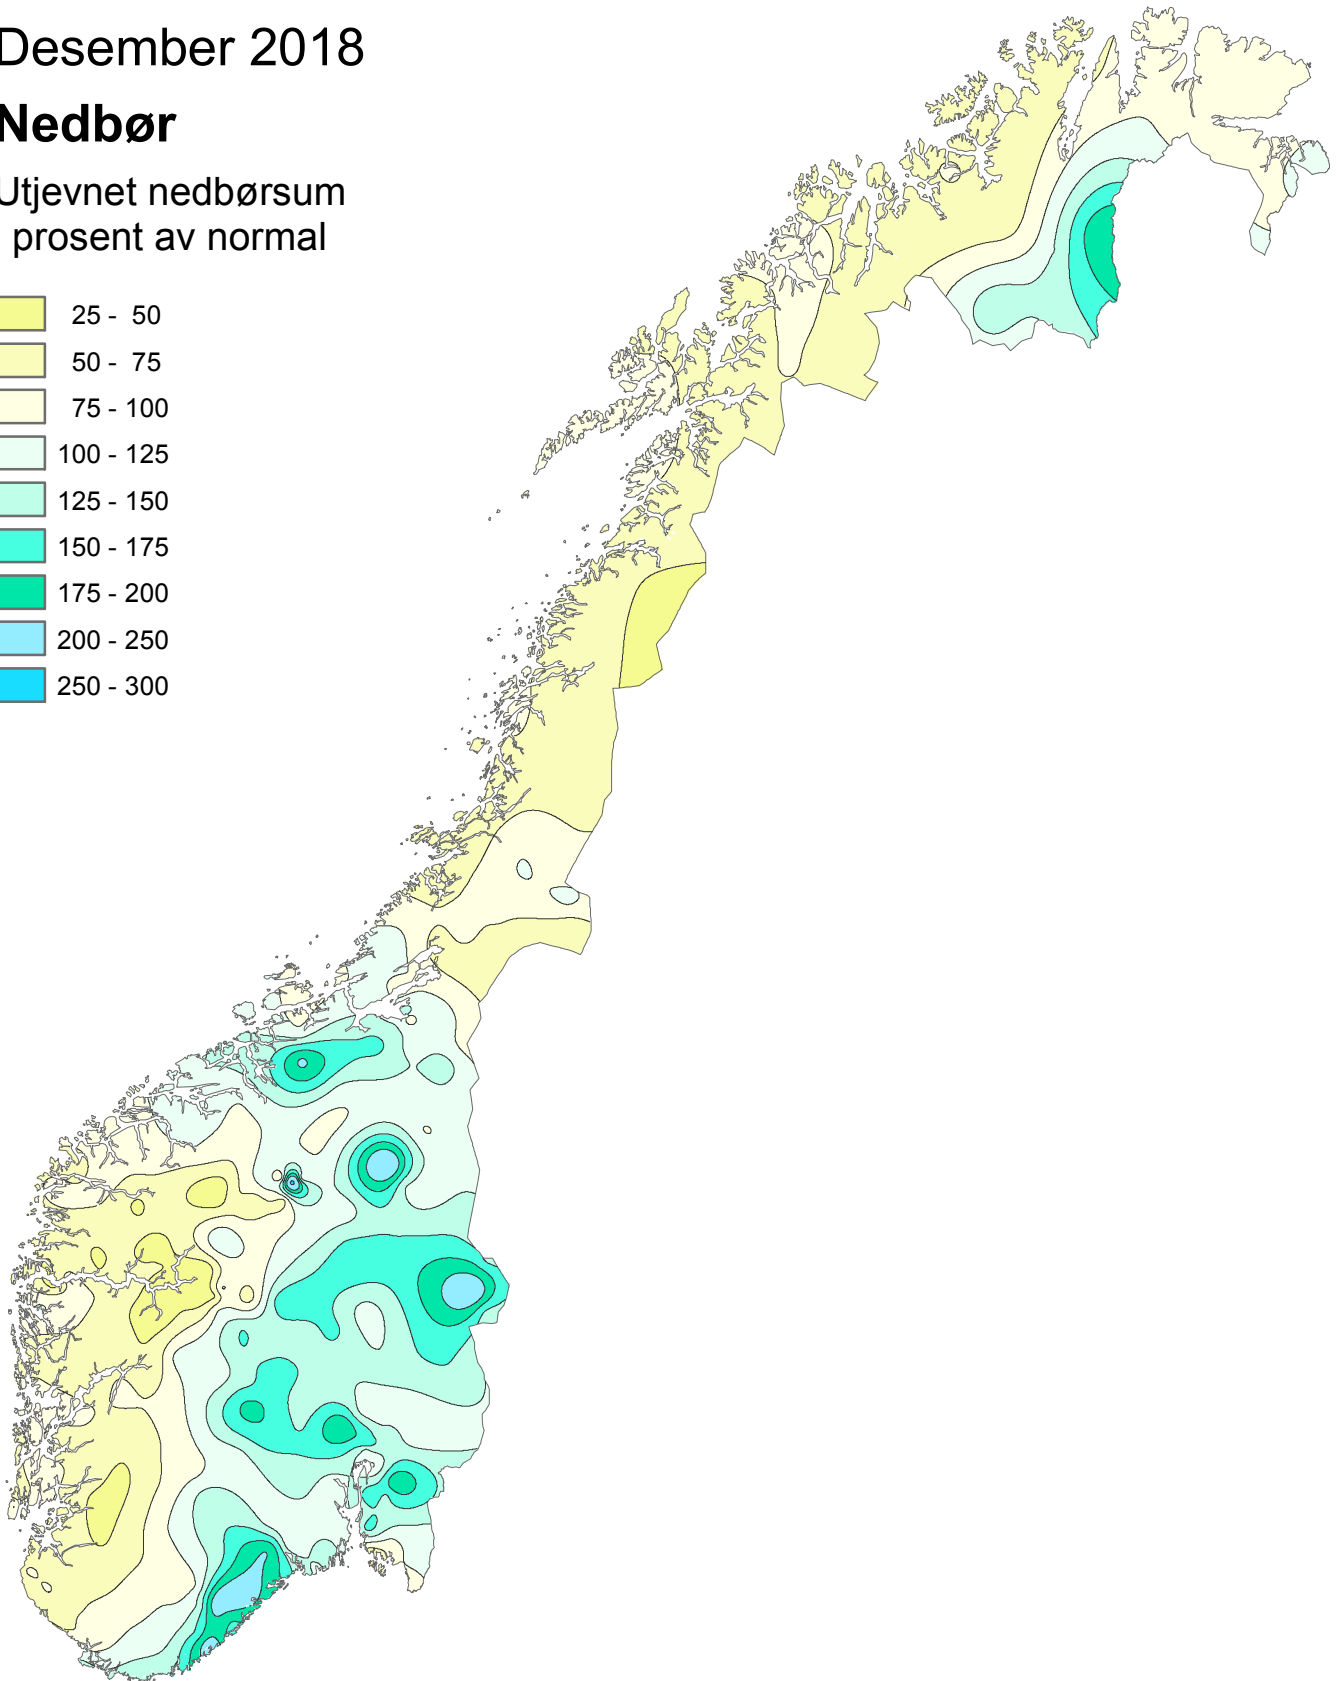 Desember 2018
Nedbør
Utjevnet nedbørsum
prosent av normal
25 - 50
50 - 75
75 - 100
100 - 125
125 - 150
150 - 175
175 - 200
200 - 250
250 - 300